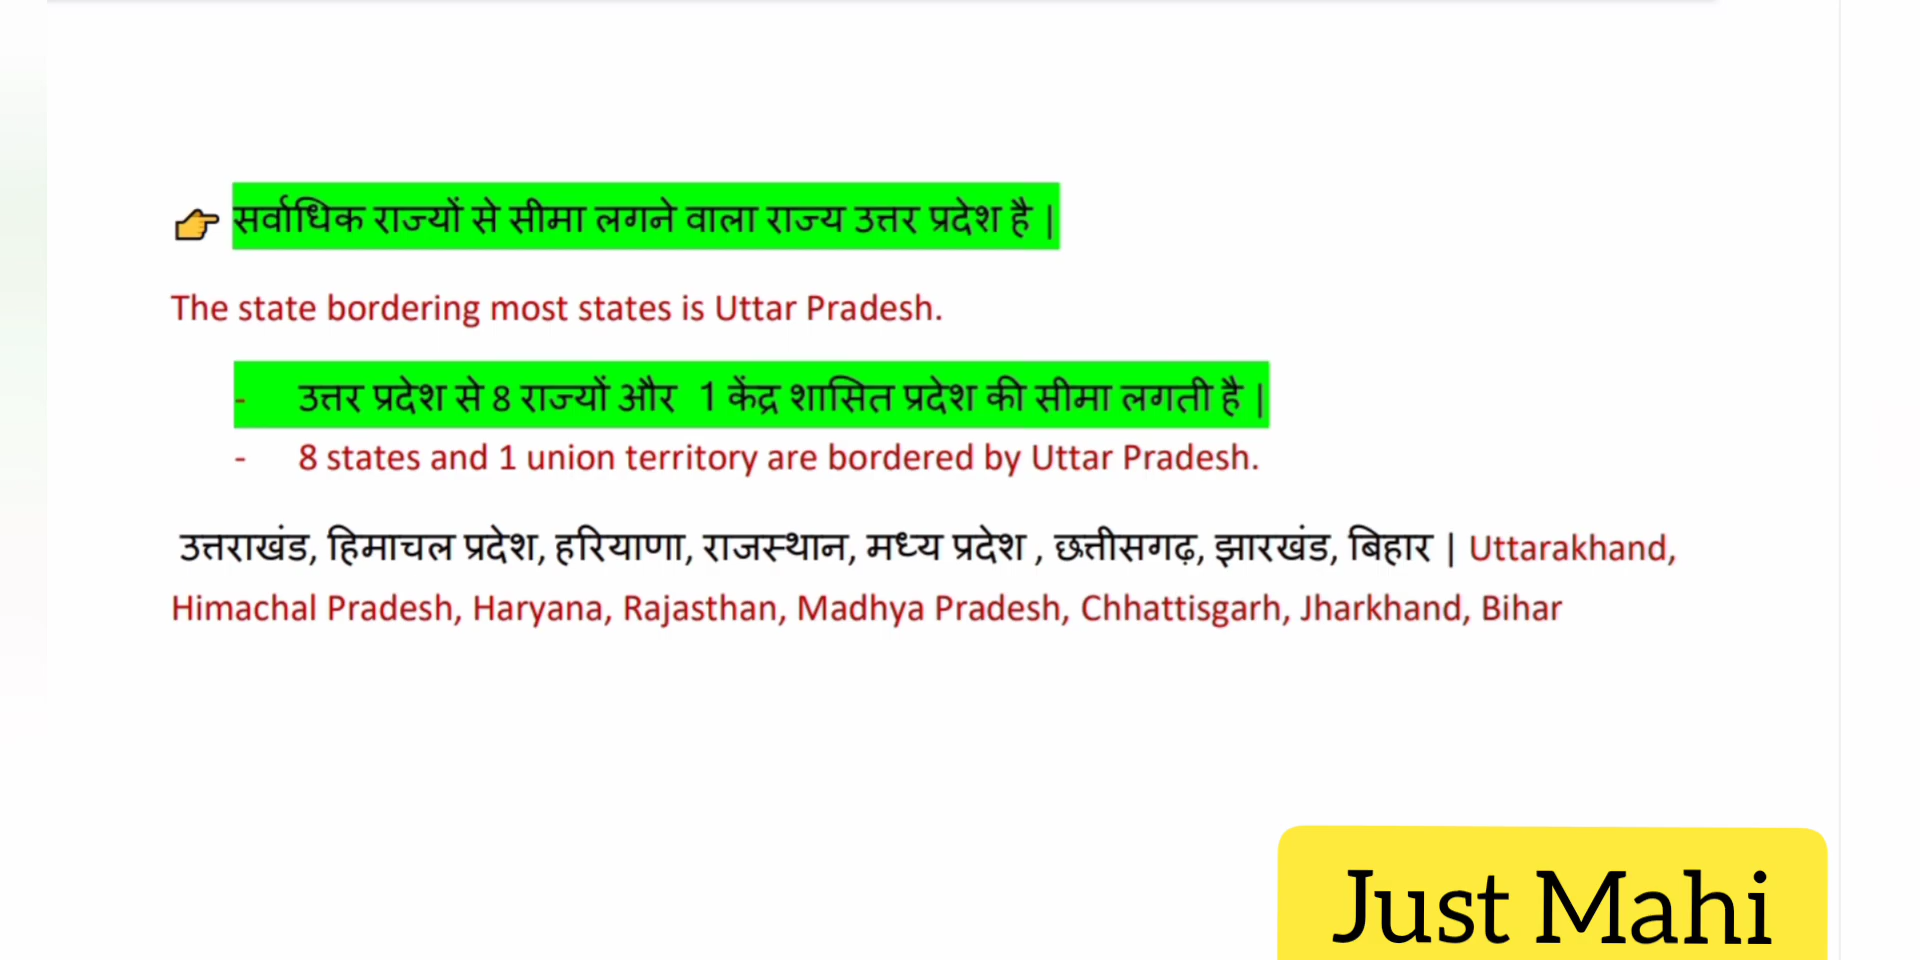 👉 सर्वाधिक राज्यों से सीमा लगने वाला राज्य उत्तर प्रदेश है |
The state bordering most states is Uttar Pradesh.
- उत्तर प्रदेश से 8 राज्यों और 1 केंद्र शासित प्रदेश की सीमा लगती है |
- 8 states and 1 union territory are bordered by Uttar Pradesh.
उत्तराखंड, हिमाचल प्रदेश, हरियाणा, राजस्थान, मध्य प्रदेश , छत्तीसगढ़, झारखंड, बिहार | Uttarakhand,
Himachal Pradesh, Haryana, Rajasthan, Madhya Pradesh, Chhattisgarh, Jharkhand, Bihar
Just Mahi